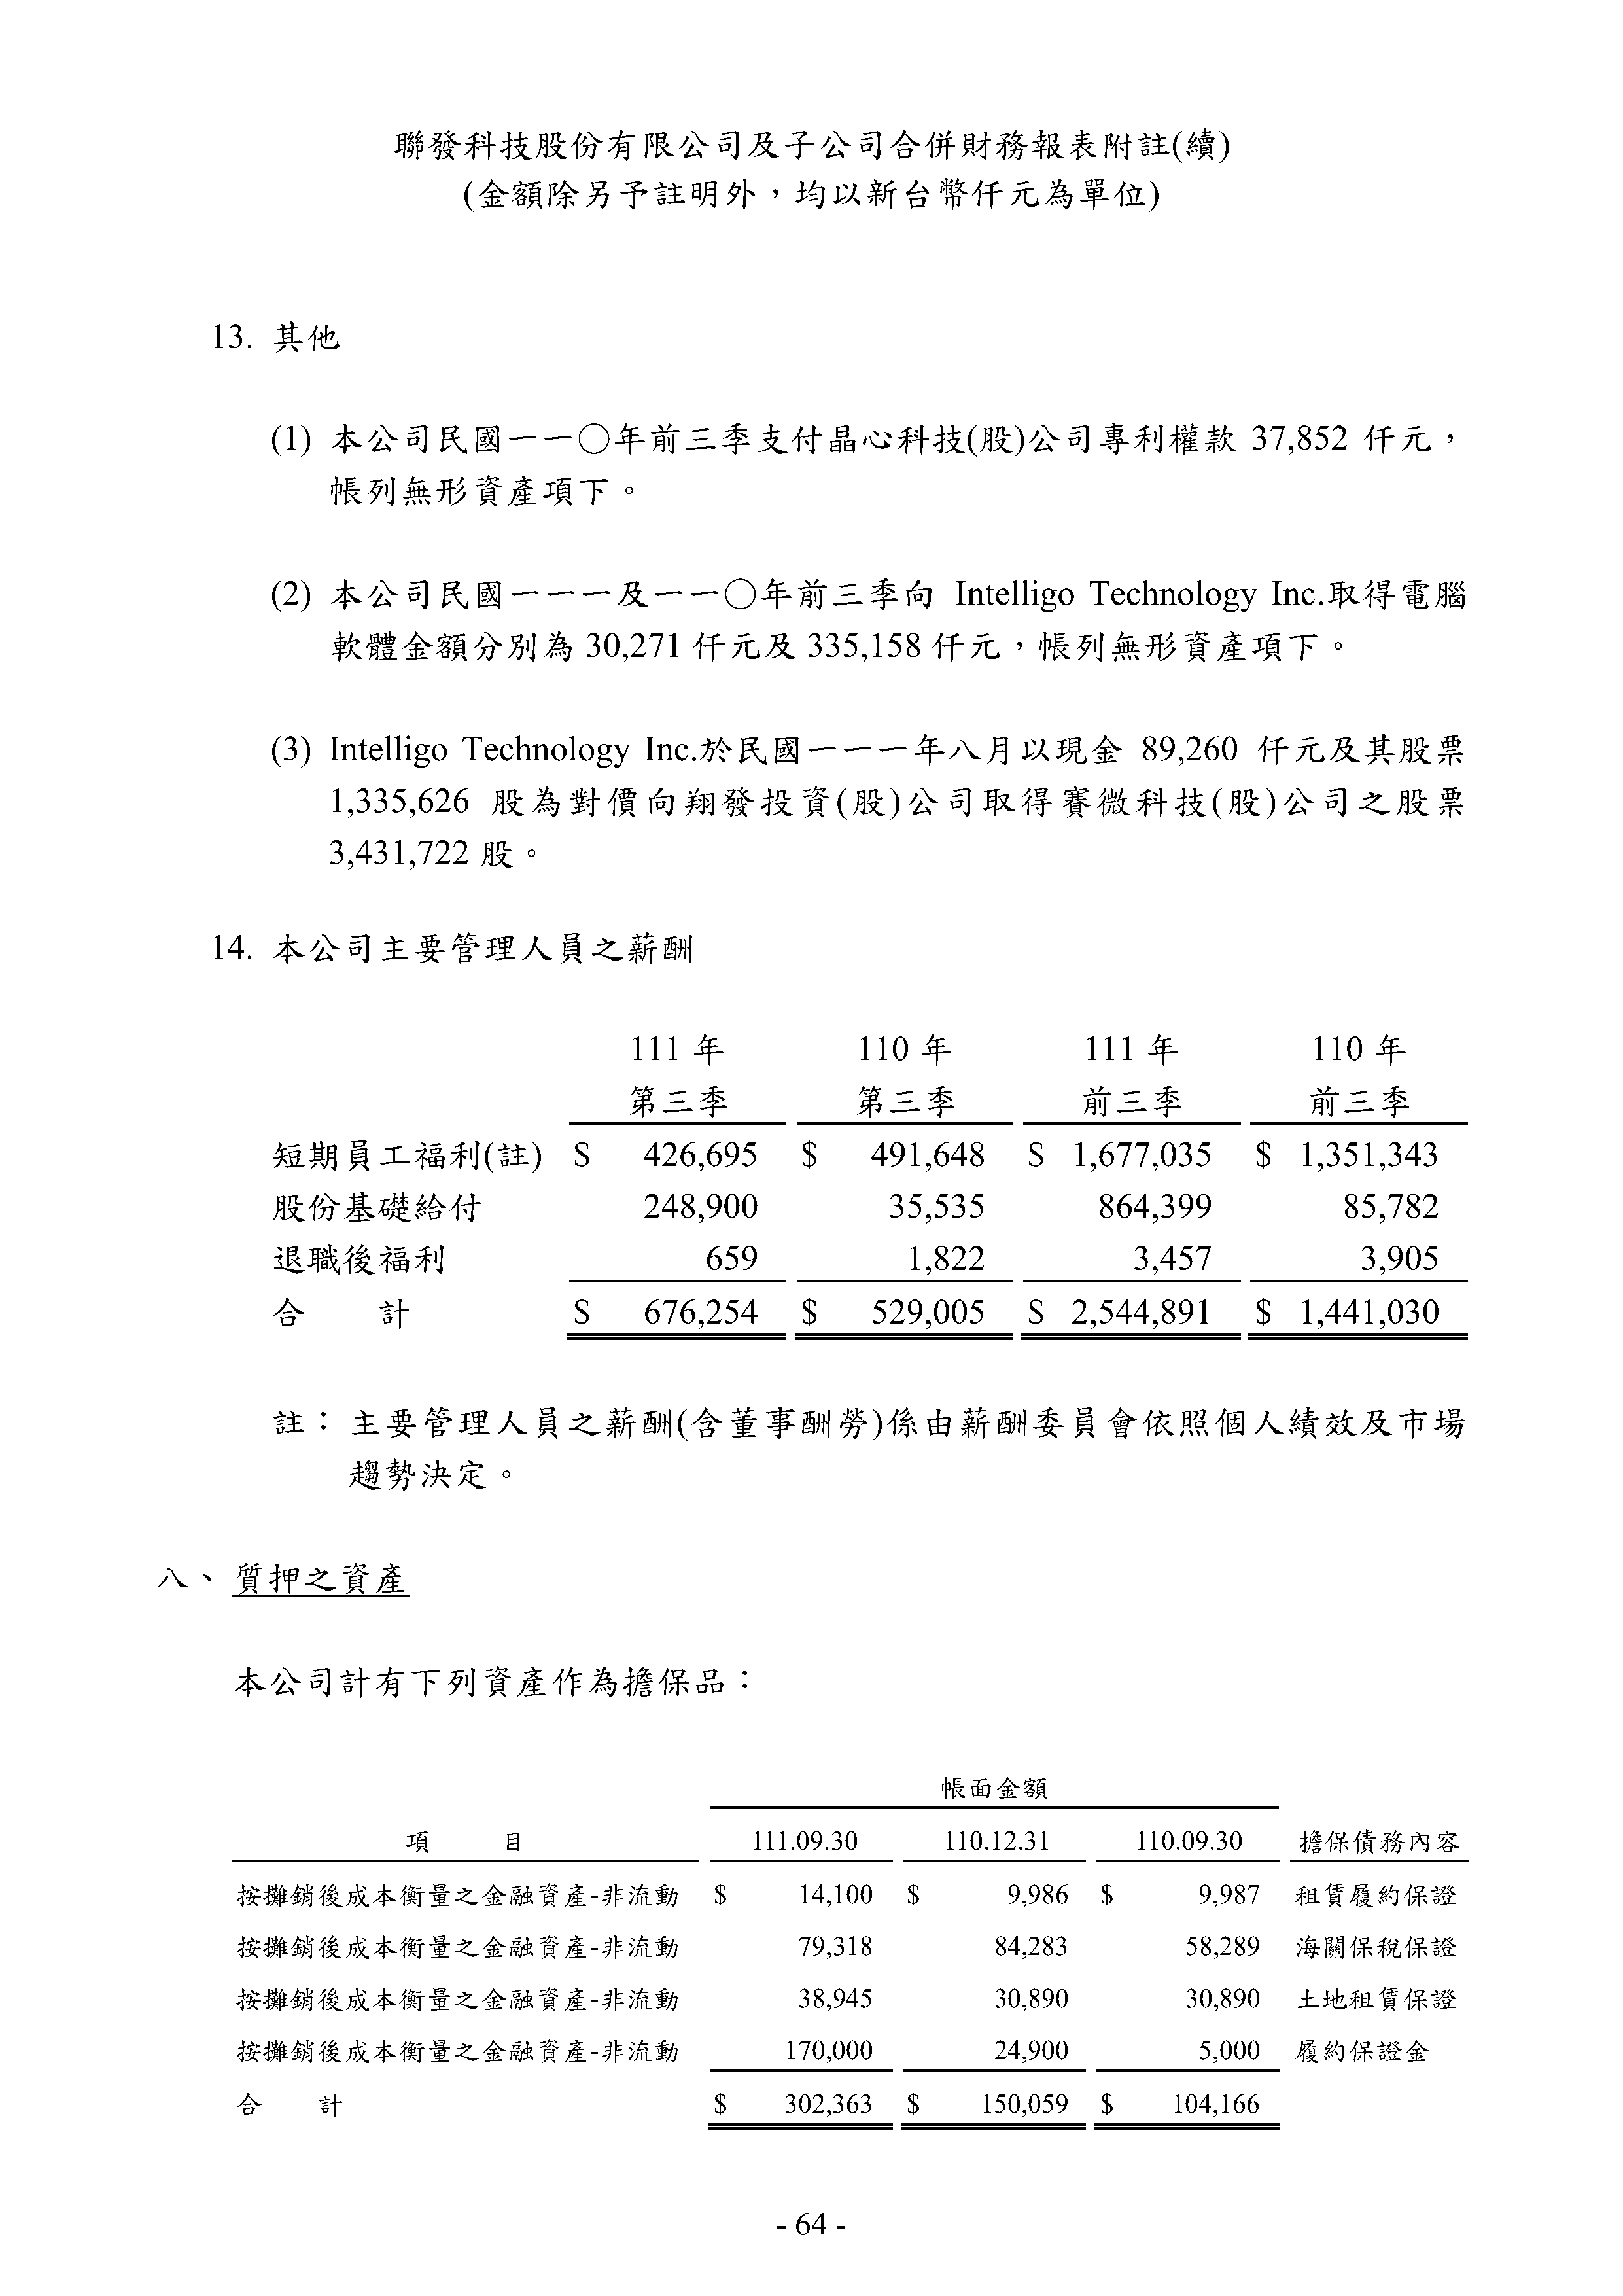 聯發科技股份有限公司及子公司合併財務報表附註(續)
(金額除另予註明外，均以新台幣仟元為單位)
13. 其他
(1) 本公司民國一一○年前三季支付晶心科技(股)公司專利權款 37,852 仟元，
帳列無形資產項下。
(2) 本公司民國一一一及一一○年前三季向 Intelligo Technology Inc.取得電腦
軟體金額分別為 30,271 仟元及 335,158 仟元，帳列無形資產項下。
(3) Intelligo Technology Inc.於民國一一一年八月以現金 89,260 仟元及其股票
1,335,626 股為對價向翔發投資(股)公司取得賽微科技(股)公司之股票
3,431,722 股。
14. 本公司主要管理人員之薪酬
111 年 110 年 111 年 110 年
第三季 第三季 前三季 前三季
短期員工福利(註) $ 426,695 $ 491,648 $ 1,677,035 $ 1,351,343
股份基礎給付 248,900 35,535 864,399 85,782
退職後福利 659 1,822 3,457 3,905
合 計 $ 676,254 $ 529,005 $ 2,544,891 $ 1,441,030
註：主要管理人員之薪酬(含董事酬勞)係由薪酬委員會依照個人績效及市場
趨勢決定。
八、質押之資產
本公司計有下列資產作為擔保品：
帳面金額
項 目 111.09.30 110.12.31 110.09.30 擔保債務內容
按攤銷後成本衡量之金融資產-非流動 $ 14,100 $ 9,986 $ 9,987 租賃履約保證
按攤銷後成本衡量之金融資產-非流動 79,318 84,283 58,289 海關保稅保證
按攤銷後成本衡量之金融資產-非流動 38,945 30,890 30,890 土地租賃保證
按攤銷後成本衡量之金融資產-非流動 170,000 24,900 5,000 履約保證金
合 計 $ 302,363 $ 150,059 $ 104,166
- 64 -